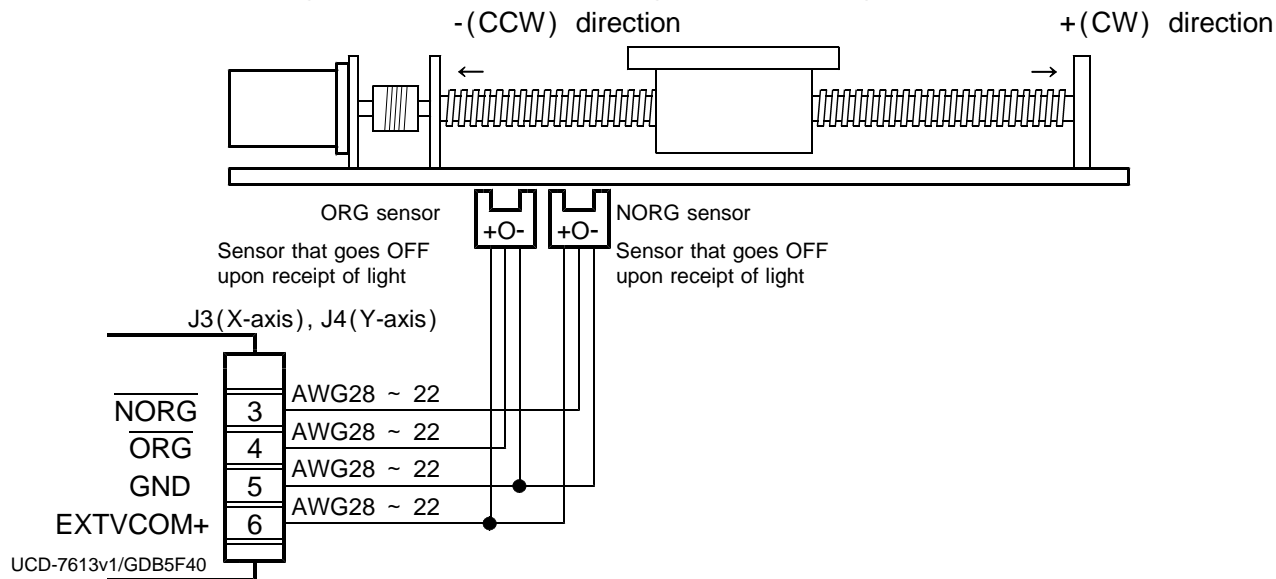 -(CCW) direction
+(CW) direction
←
→
ORG sensor
NORG sensor
+O-
+O-
Sensor that goes OFF
upon receipt of light
Sensor that goes OFF
upon receipt of light
J3(X-axis), J4(Y-axis)
NORG 3 AWG28 ~ 22
ORG 4 AWG28 ~ 22
GND 5 AWG28 ~ 22
EXTVCOM+ 6 AWG28 ~ 22
UCD-7613v1/GDB5F40